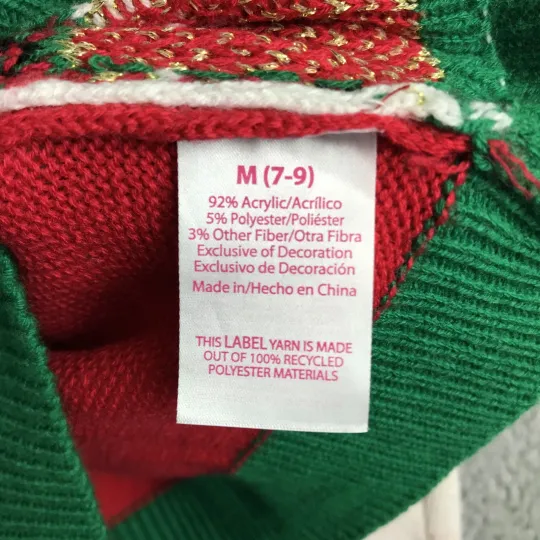 M (7-9)
92% Acrylic/Acrílico
5% Polyester/Poliéster
3% Other Fiber/Otra Fibra
Exclusive of Decoration
Exclusivo de Decoración
Made in/Hecho en China
THIS LABEL YARN IS MADE
OUT OF 100% RECYCLED
POLYESTER MATERIALS